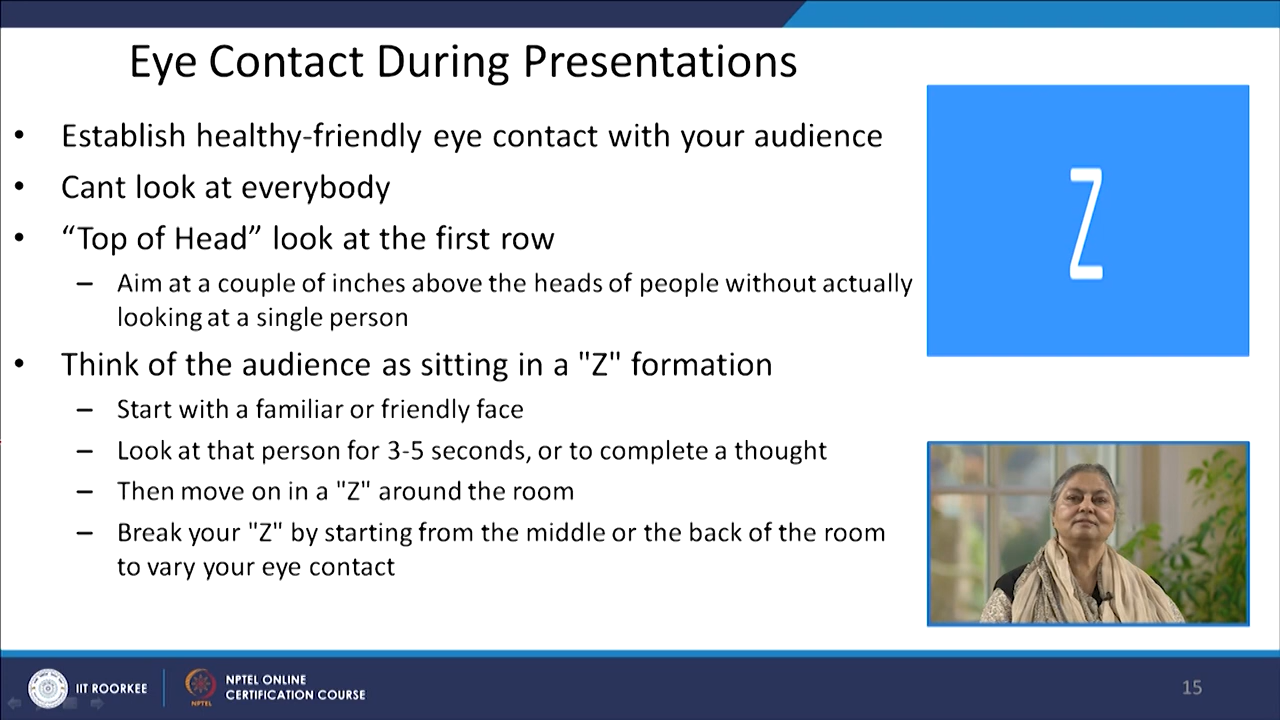 Eye Contact During Presentations
• Establish healthy-friendly eye contact with your audience
• Cant look at everybody
• “Top of Head” look at the first row
– Aim at a couple of inches above the heads of people without actually
looking at a single person
• Think of the audience as sitting in a "Z" formation
– Start with a familiar or friendly face
– Look at that person for 3-5 seconds, or to complete a thought
– Then move on in a "Z" around the room
– Break your "Z" by starting from the middle or the back of the room
to vary your eye contact
Z
IIT ROORKEE
NPTEL
NPTEL ONLINE
CERTIFICATION COURSE
15